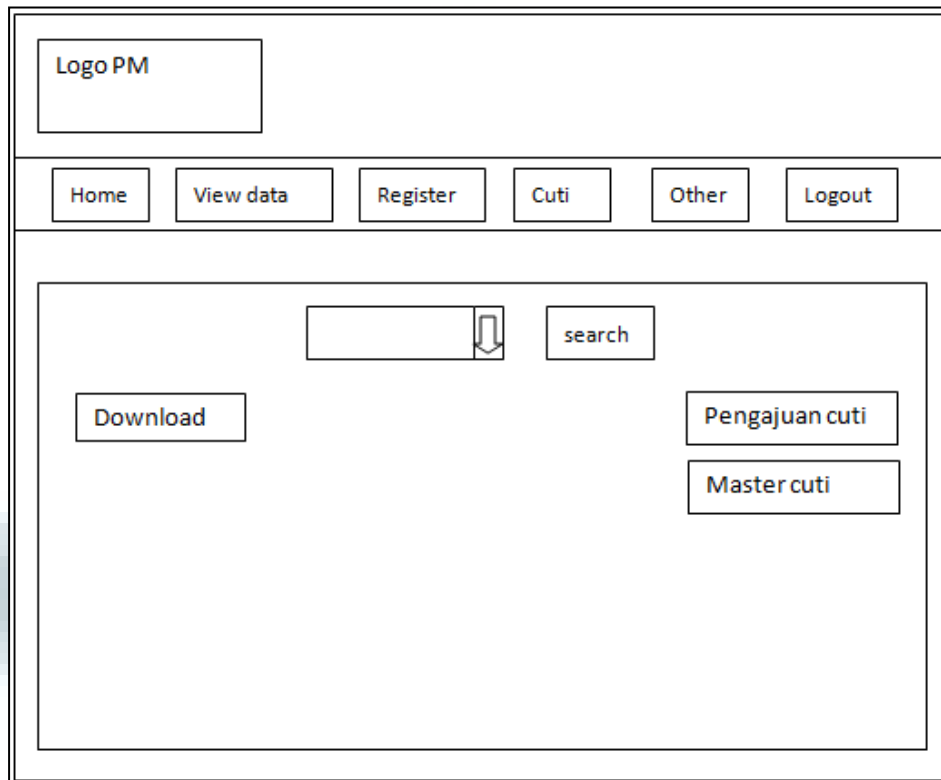 Logo PM
Home
View data
Register
Cuti
Other
Logout
search
Download
Pengajuan cuti
Master cuti